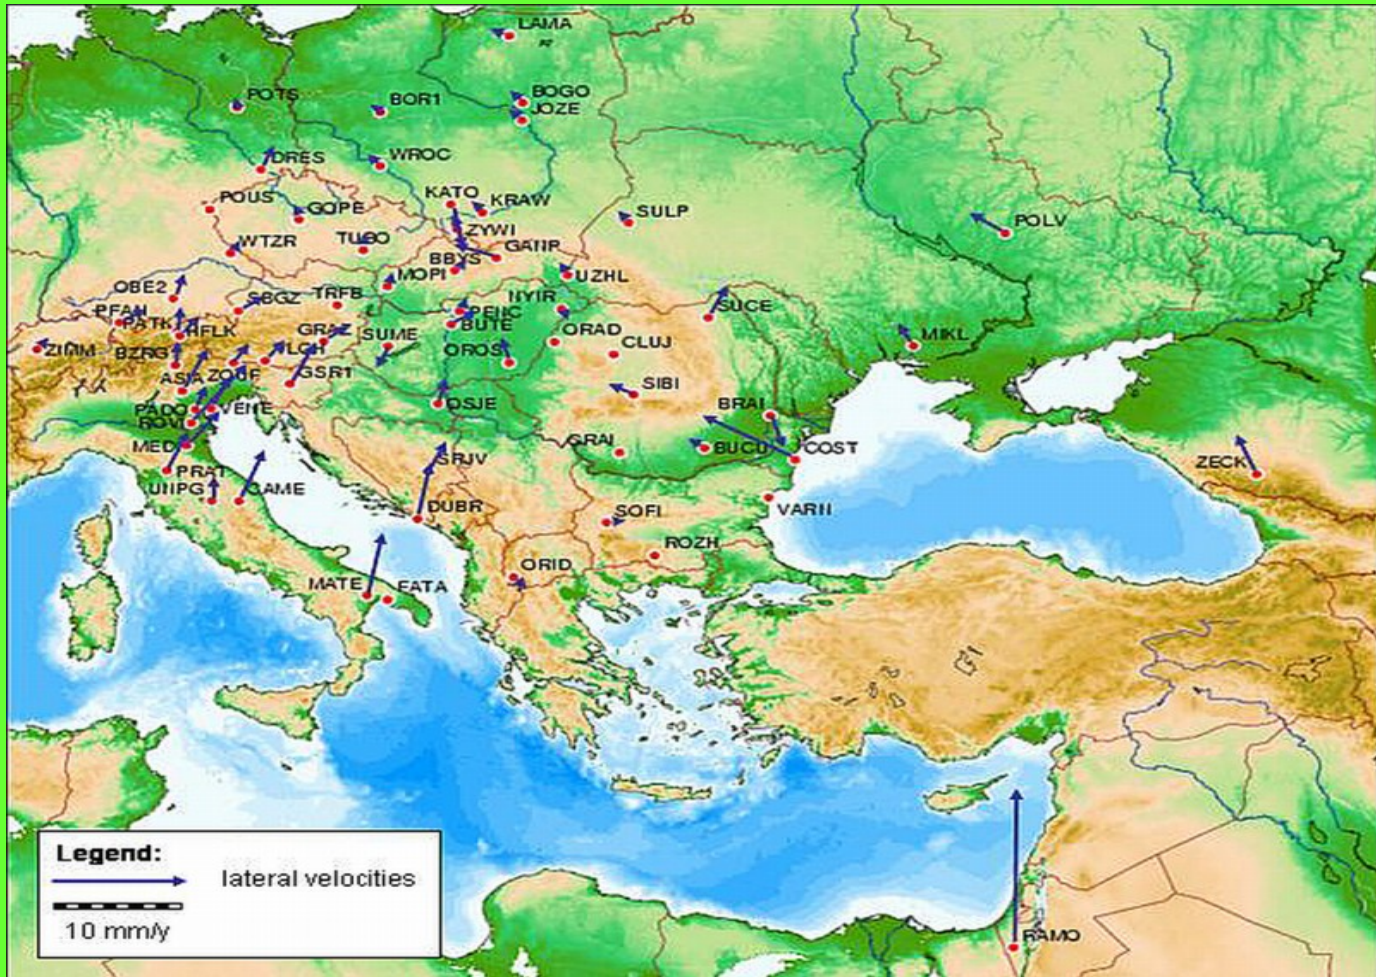 LAMA
BOGO
POTS
BOR1
JOZE
DRES
WROC
POUS
KATO
KRAW
GOPE
SULP
POLV
ZYWI
WTZR
TUBO
GANP
BBYS
MOPI
UZHL
OBE2
SBGZ
TRFB
NYIR
SUCE
PFAN
PATK
HFLK
PENC
BUTE
GRAZ
SUME
ORAD
MIKL
ZIMM
BZRG
CLUJ
OROS
ASIA
ZOUF
GSR1
SIBI
PADO
VENE
OSJE
BRAI
ROVI
MEDI
SRJV
CRAI
BUCU
COST
PRAT
ZECK
UNPG
CAME
DUBR
SOFI
VARN
ROZH
ORID
MATE
FATA
Legend:
lateral velocities
10 mm/y
RAMO